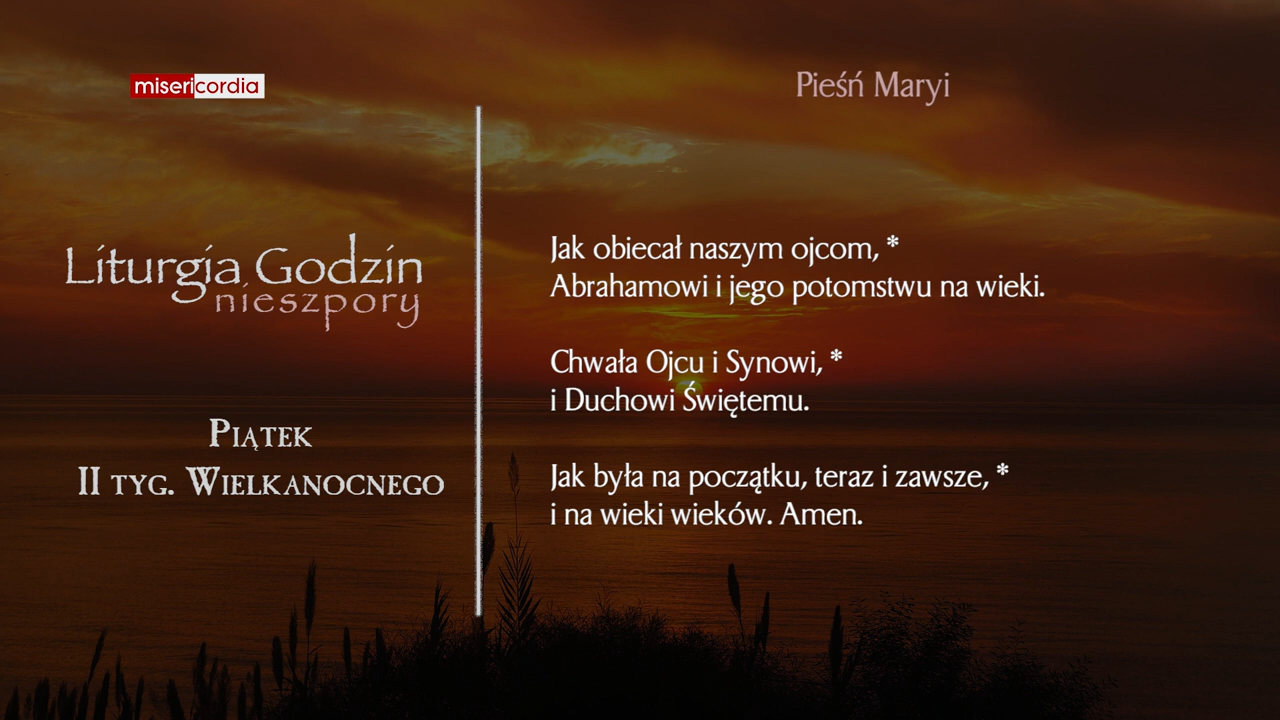 misericordia
Liturgia Godzin
nieszpory
Piątek
II tyg. Wielkanocnego
Pieśń Maryi
Jak obiecał naszym ojcom, *
Abrahamowi i jego potomstwu na wieki.
Chwała Ojcu i Synowi, *
i Duchowi Świętemu.
Jak była na początku, teraz i zawsze, *
i na wieki wieków. Amen.